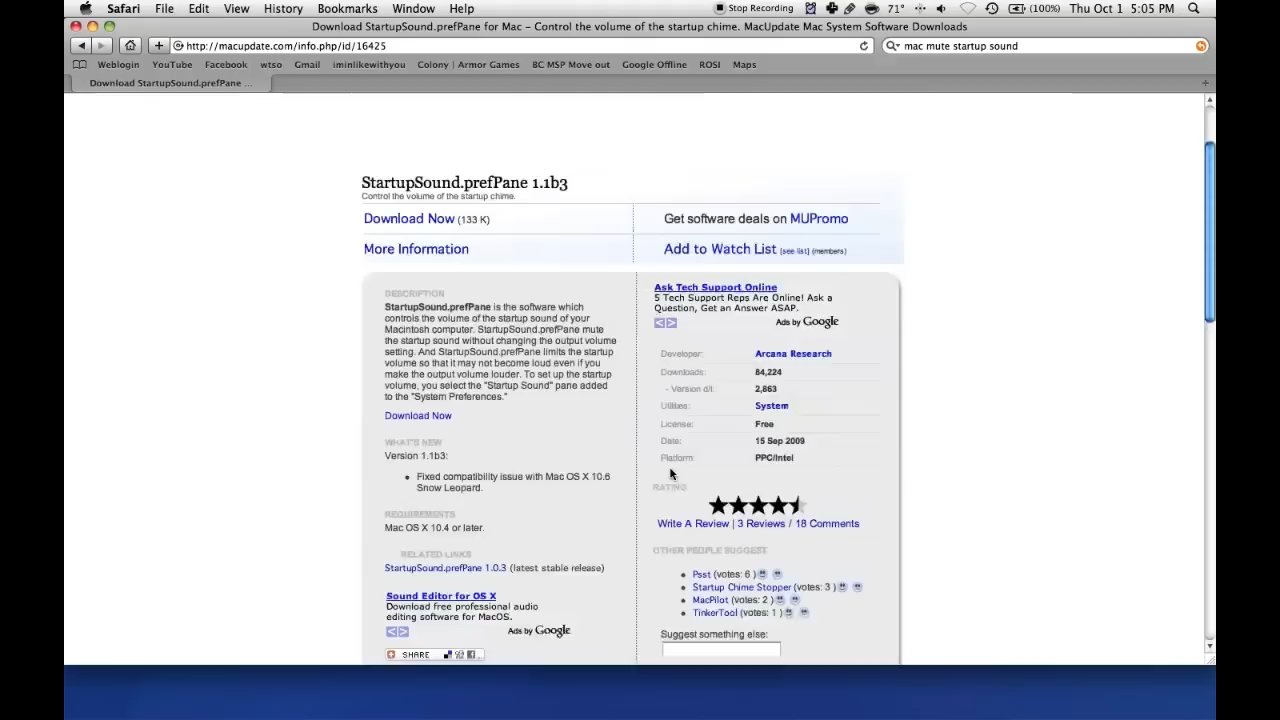 Safari File Edit View History Bookmarks Window Help Stop Recording 71° (100%) Thu Oct 1 5:05 PM
Download StartupSound.prefPane for Mac - Control the volume of the startup chime. MacUpdate Mac System Software Downloads
http://macupdate.com/info.php/id/16425 mac mute startup sound
Weblogin YouTube Facebook wtso Gmail iminlikewithyou Colony | Armor Games BC MSP Move out Google Offline ROSI Maps
Download StartupSound.prefPane ...
StartupSound.prefPane 1.1b3
Control the volume of the startup chime.
Download Now (133 K)
Get software deals on MUPromo
More Information
Add to Watch List [see list] (members)
DESCRIPTION
StartupSound.prefPane is the software which
controls the volume of the startup sound of your
Macintosh computer. StartupSound.prefPane mute
the startup sound without changing the output volume
setting. And StartupSound.prefPane limits the startup
volume so that it may not become loud even if you
make the output volume louder. To set up the startup
volume, you select the "Startup Sound" pane added
to the "System Preferences."
Download Now
WHAT'S NEW
Version 1.1b3:
Fixed compatibility issue with Mac OS X 10.6
Snow Leopard.
REQUIREMENTS
Mac OS X 10.4 or later.
RELATED LINKS
StartupSound.prefPane 1.0.3 (latest stable release)
Sound Editor for OS X
Download free professional audio
editing software for MacOS.
Ads by Google
SHARE
Ask Tech Support Online
5 Tech Support Reps Are Online! Ask a
Question, Get an Answer ASAP.
Ads by Google
Developer: Arcana Research
Downloads: 84,224
- Version d/l: 2,863
Utilities: System
License: Free
Date: 15 Sep 2009
Platform: PPC/Intel
RATING
Write A Review | 3 Reviews / 18 Comments
OTHER PEOPLE SUGGEST
Psst (votes: 6 )
Startup Chime Stopper (votes: 3 )
MacPilot (votes: 2 )
TinkerTool (votes: 1 )
Suggest something else: